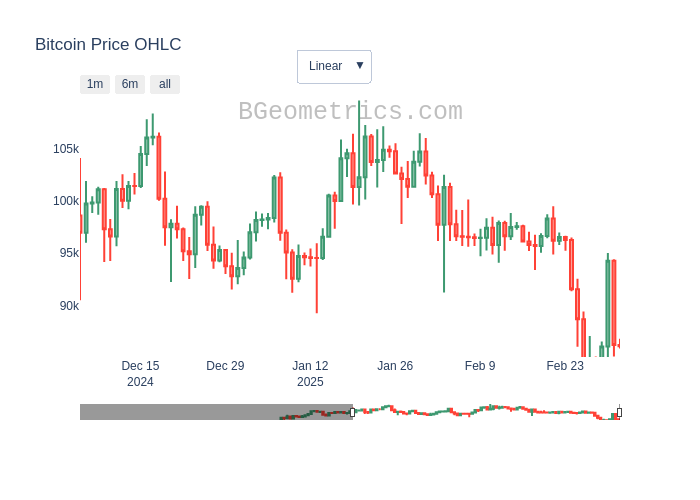 Bitcoin Price OHLC
Linear ▼
1m 6m all
BGeometrics.com
105k
100k
95k
90k
Dec 15 Dec 29 Jan 12 Jan 26 Feb 9 Feb 23
2024 2025